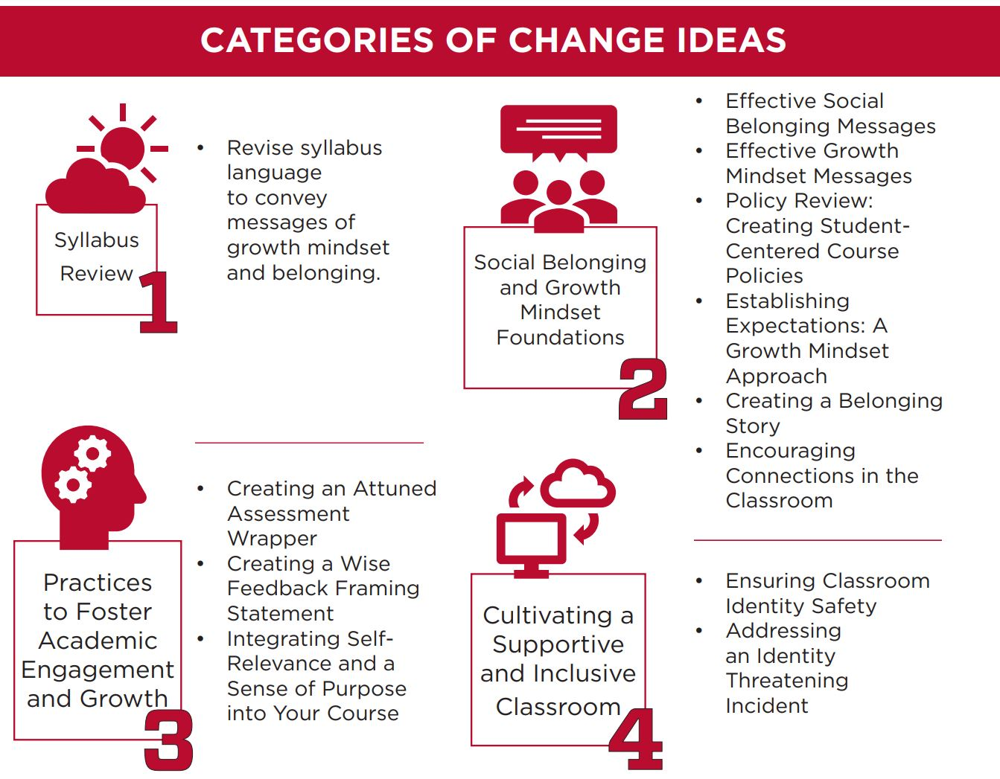 CATEGORIES OF CHANGE IDEAS
Syllabus
Review
1
• Revise syllabus
language
to convey
messages of
growth mindset
and belonging.
Social Belonging
and Growth
Mindset
Foundations
2
• Effective Social
Belonging Messages
• Effective Growth
Mindset Messages
• Policy Review:
Creating Student-
Centered Course
Policies
• Establishing
Expectations: A
Growth Mindset
Approach
• Creating a Belonging
Story
• Encouraging
Connections in the
Classroom
Practices
to Foster
Academic
Engagement
and Growth
3
• Creating an Attuned
Assessment
Wrapper
• Creating a Wise
Feedback Framing
Statement
• Integrating Self-
Relevance and a
Sense of Purpose
into Your Course
Cultivating a
Supportive
and Inclusive
Classroom
4
• Ensuring Classroom
Identity Safety
• Addressing
an Identity
Threatening
Incident